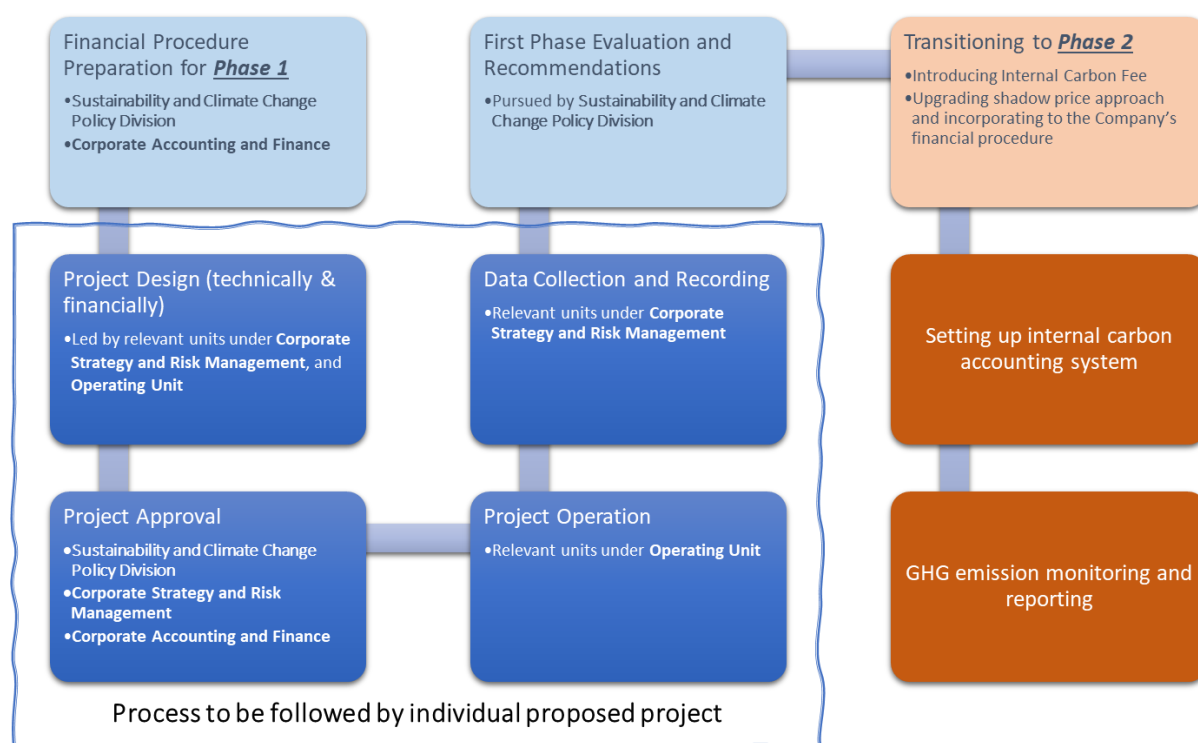 Financial Procedure
Preparation for Phase 1
•Sustainability and Climate Change
Policy Division
•Corporate Accounting and Finance
Project Design (technically &
financially)
•Led by relevant units under Corporate
Strategy and Risk Management, and
Operating Unit
Project Approval
•Sustainability and Climate Change
Policy Division
•Corporate Strategy and Risk
Management
•Corporate Accounting and Finance
Project Operation
•Relevant units under Operating Unit
Data Collection and Recording
•Relevant units under Corporate
Strategy and Risk Management
First Phase Evaluation and
Recommendations
•Pursued by Sustainability and Climate
Change Policy Division
Transitioning to Phase 2
•Introducing Internal Carbon Fee
•Upgrading shadow price approach
and incorporating to the Company's
financial procedure
Setting up internal carbon
accounting system
GHG emission monitoring and
reporting
Process to be followed by individual proposed project